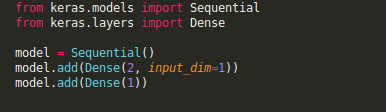 from keras.models import Sequential
from keras.layers import Dense
model = Sequential()
model.add(Dense(2, input_dim=1))
model.add(Dense(1))